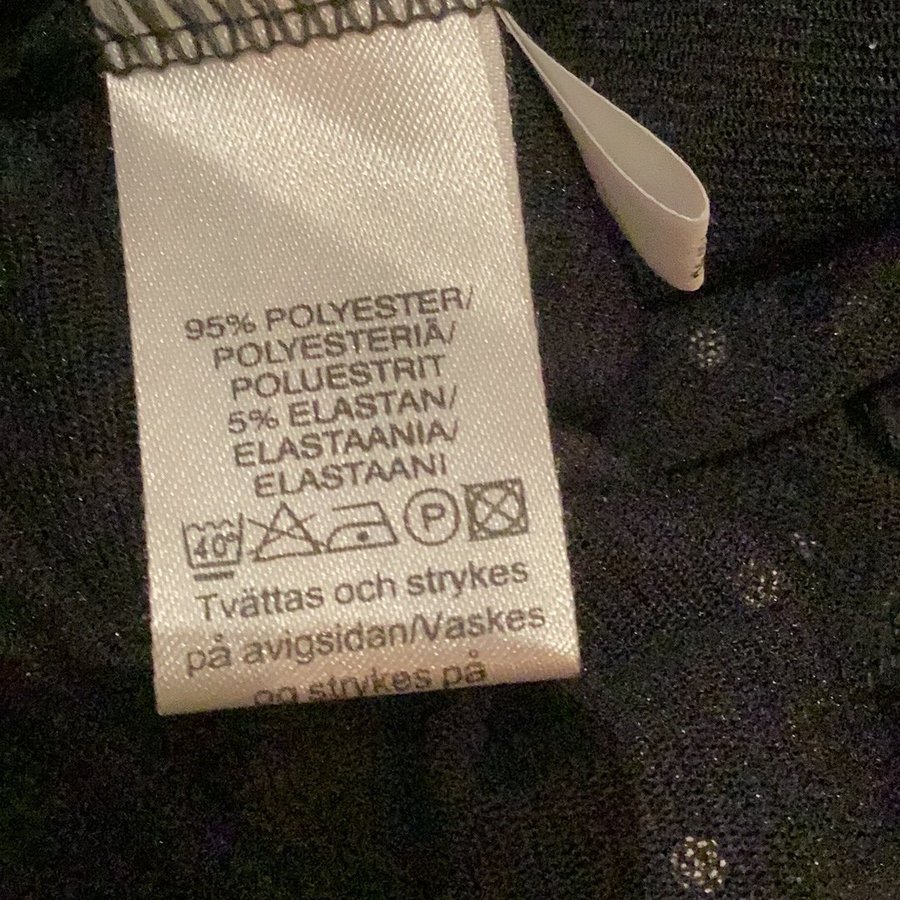 95% POLYESTER/
POLYESTERIÄ/
POLUESTRIT
5% ELASTAN/
ELASTAANIA/
ELASTAANI
40° P
Tvättas och strykes
på avigsidan/Vaskes
og strykes på